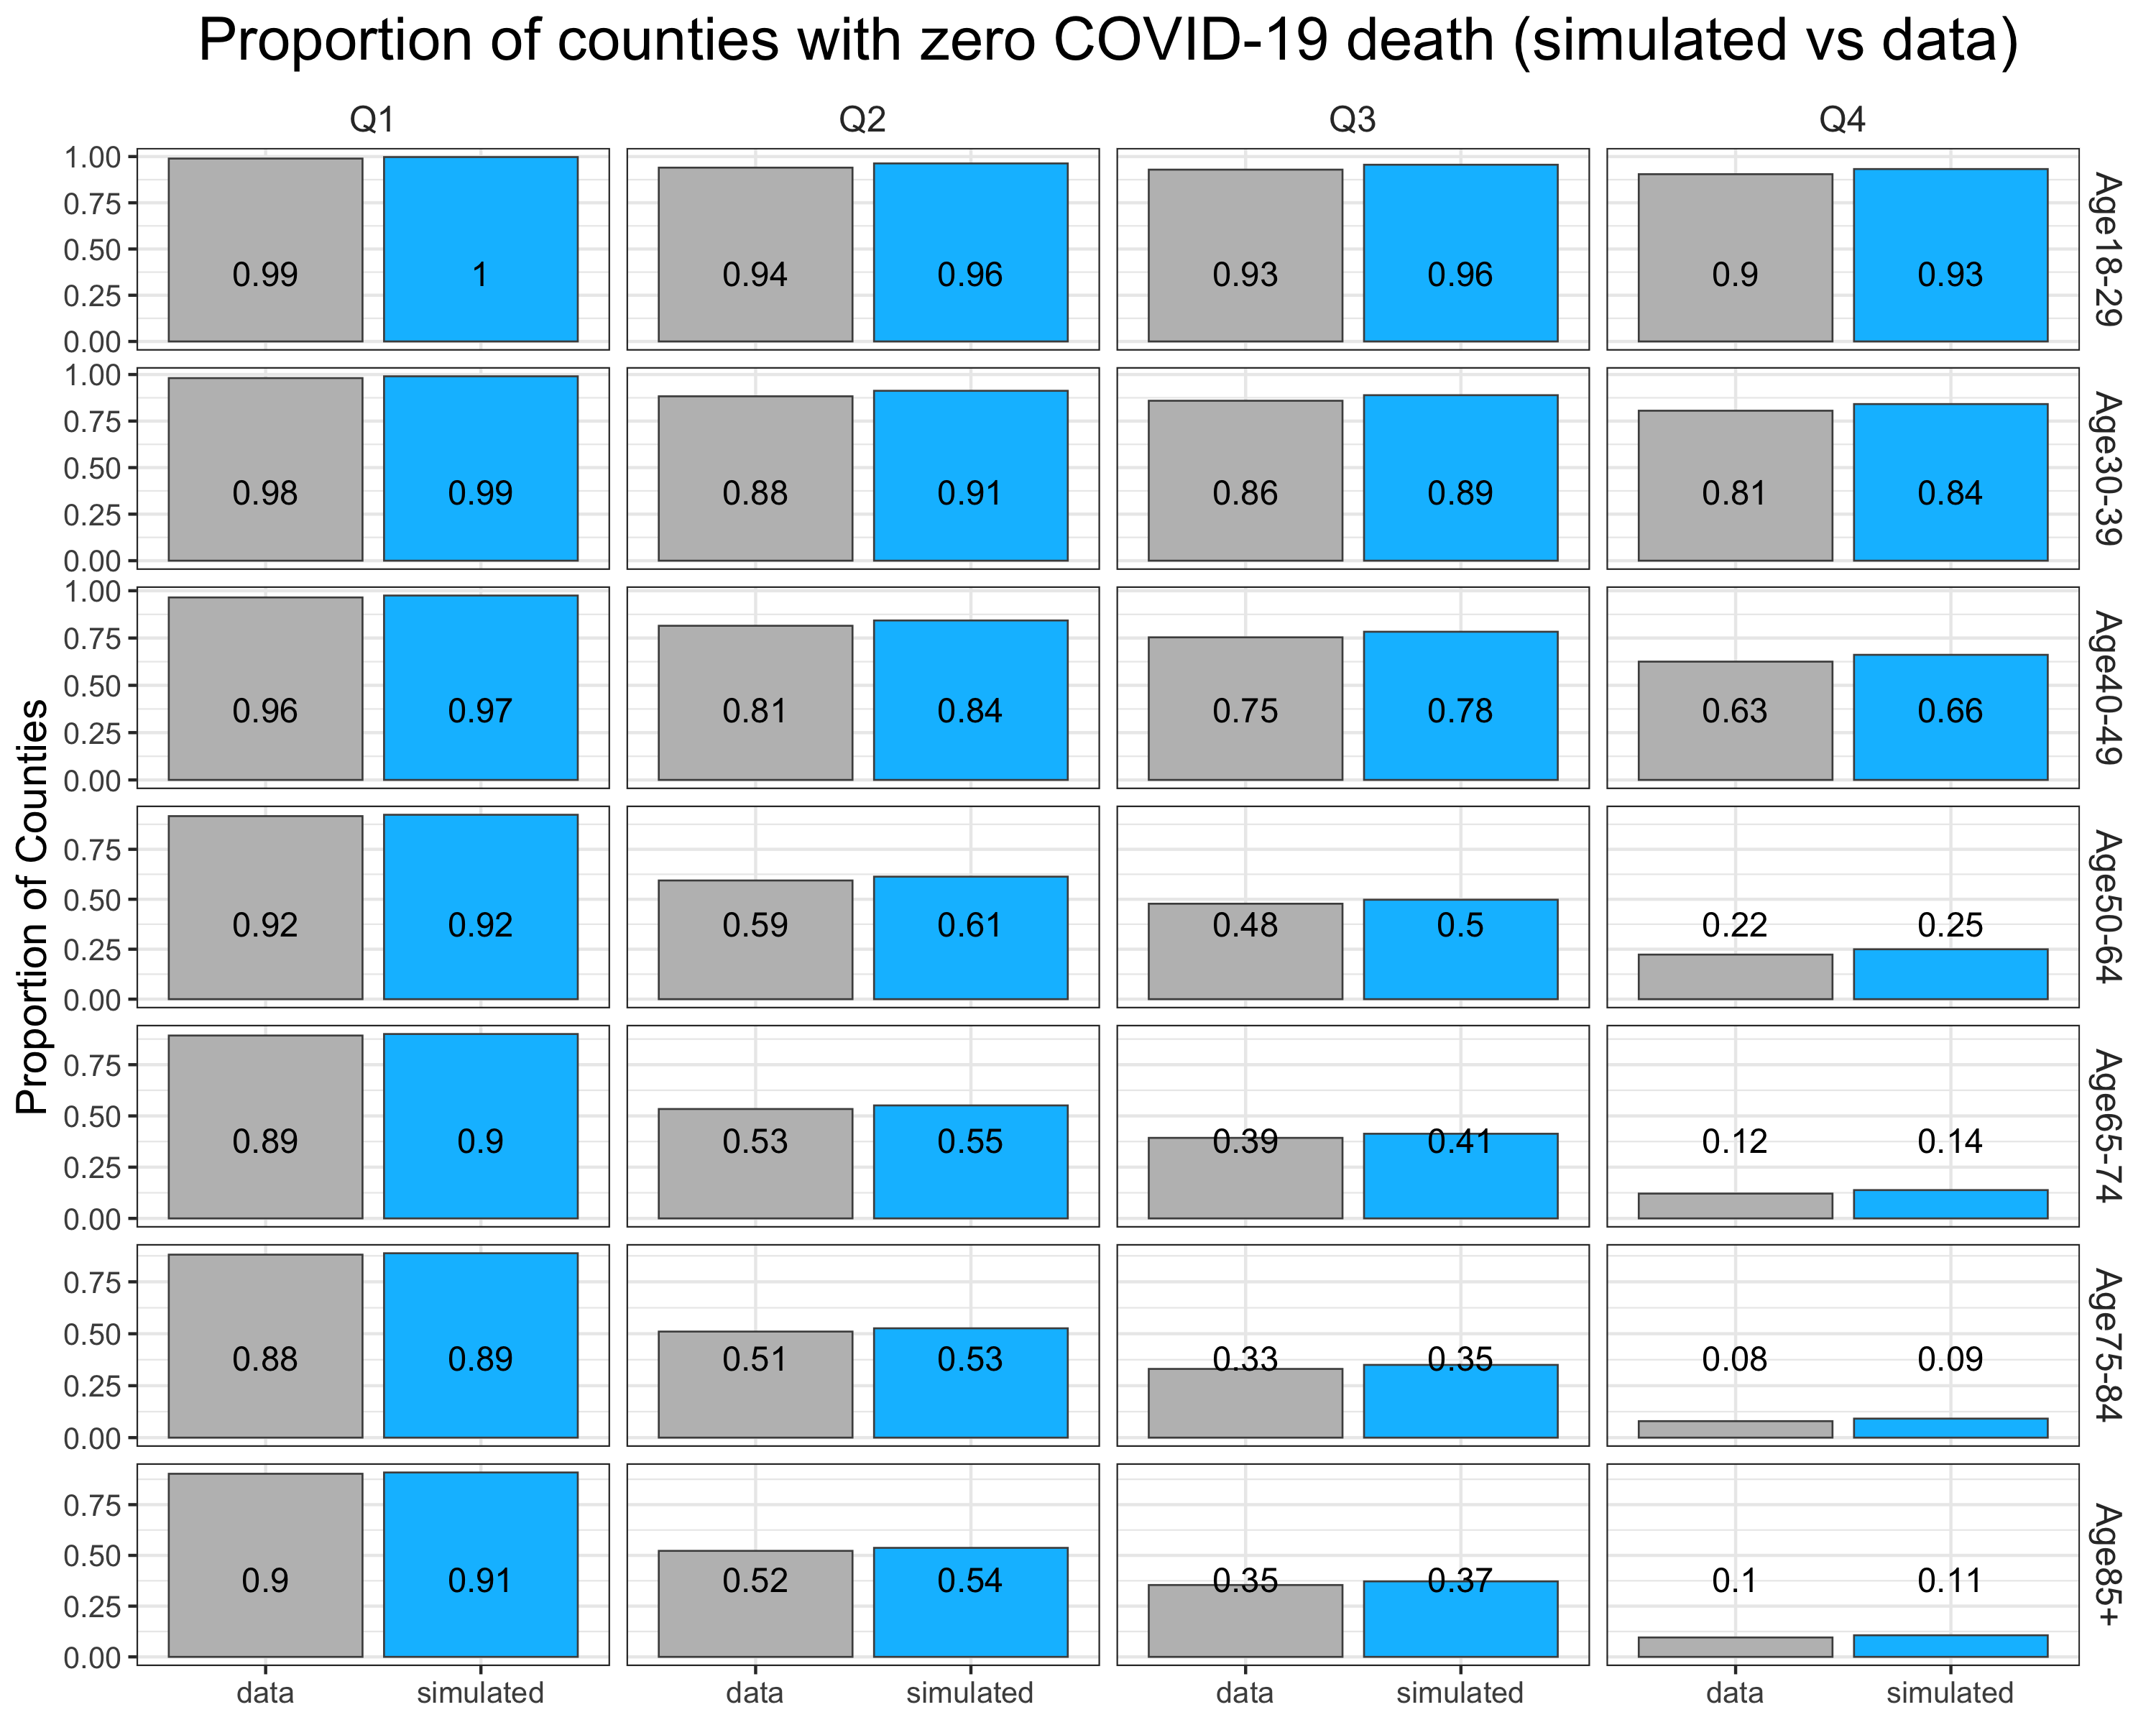 Proportion of counties with zero COVID-19 death (simulated vs data)
Q1 Q2 Q3 Q4
Proportion of Counties
1.00
0.75
0.50
0.25
0.00
0.99 1 0.94 0.96 0.93 0.96 0.9 0.93
Age18-29
1.00
0.75
0.50
0.25
0.00
0.98 0.99 0.88 0.91 0.86 0.89 0.81 0.84
Age30-39
1.00
0.75
0.50
0.25
0.00
0.96 0.97 0.81 0.84 0.75 0.78 0.63 0.66
Age40-49
0.75
0.50
0.25
0.00
0.92 0.92 0.59 0.61 0.48 0.5 0.22 0.25
Age50-64
0.75
0.50
0.25
0.00
0.89 0.9 0.53 0.55 0.39 0.41 0.12 0.14
Age65-74
0.75
0.50
0.25
0.00
0.88 0.89 0.51 0.53 0.33 0.35 0.08 0.09
Age75-84
0.75
0.50
0.25
0.00
0.9 0.91 0.52 0.54 0.35 0.37 0.1 0.11
Age85+
data simulated data simulated data simulated data simulated